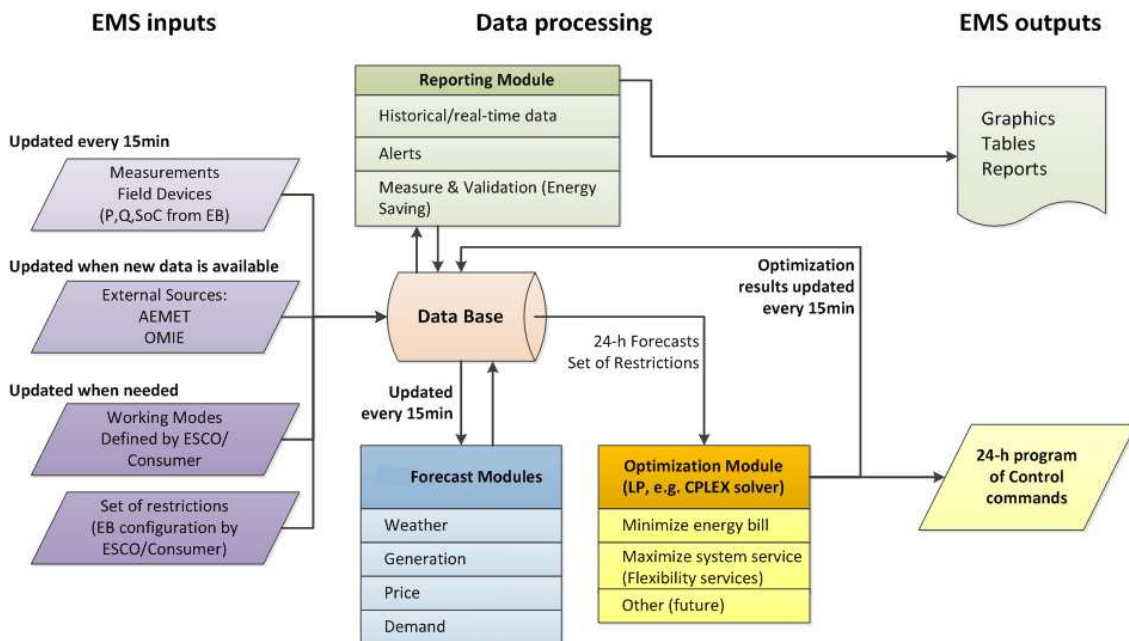 EMS inputs
Data processing
EMS outputs
Reporting Module
Historical/real-time data
Alerts
Measure & Validation (Energy
Saving)
Graphics
Tables
Reports
Updated every 15min
Measurements
Field Devices
(P,Q,SoC from EB)
Updated when new data is available
External Sources:
AEMET
OMIE
Updated when needed
Working Modes
Defined by ESCO/
Consumer
Set of restrictions
(EB configuration by
ESCO/Consumer)
Data Base
Optimization
results updated
every 15min
24-h Forecasts
Set of Restrictions
Updated
every 15min
Forecast Modules
Weather
Generation
Price
Demand
Optimization Module
(LP, e.g. CPLEX solver)
Minimize energy bill
Maximize system service
(Flexibility services)
Other (future)
24-h program
of Control
commands